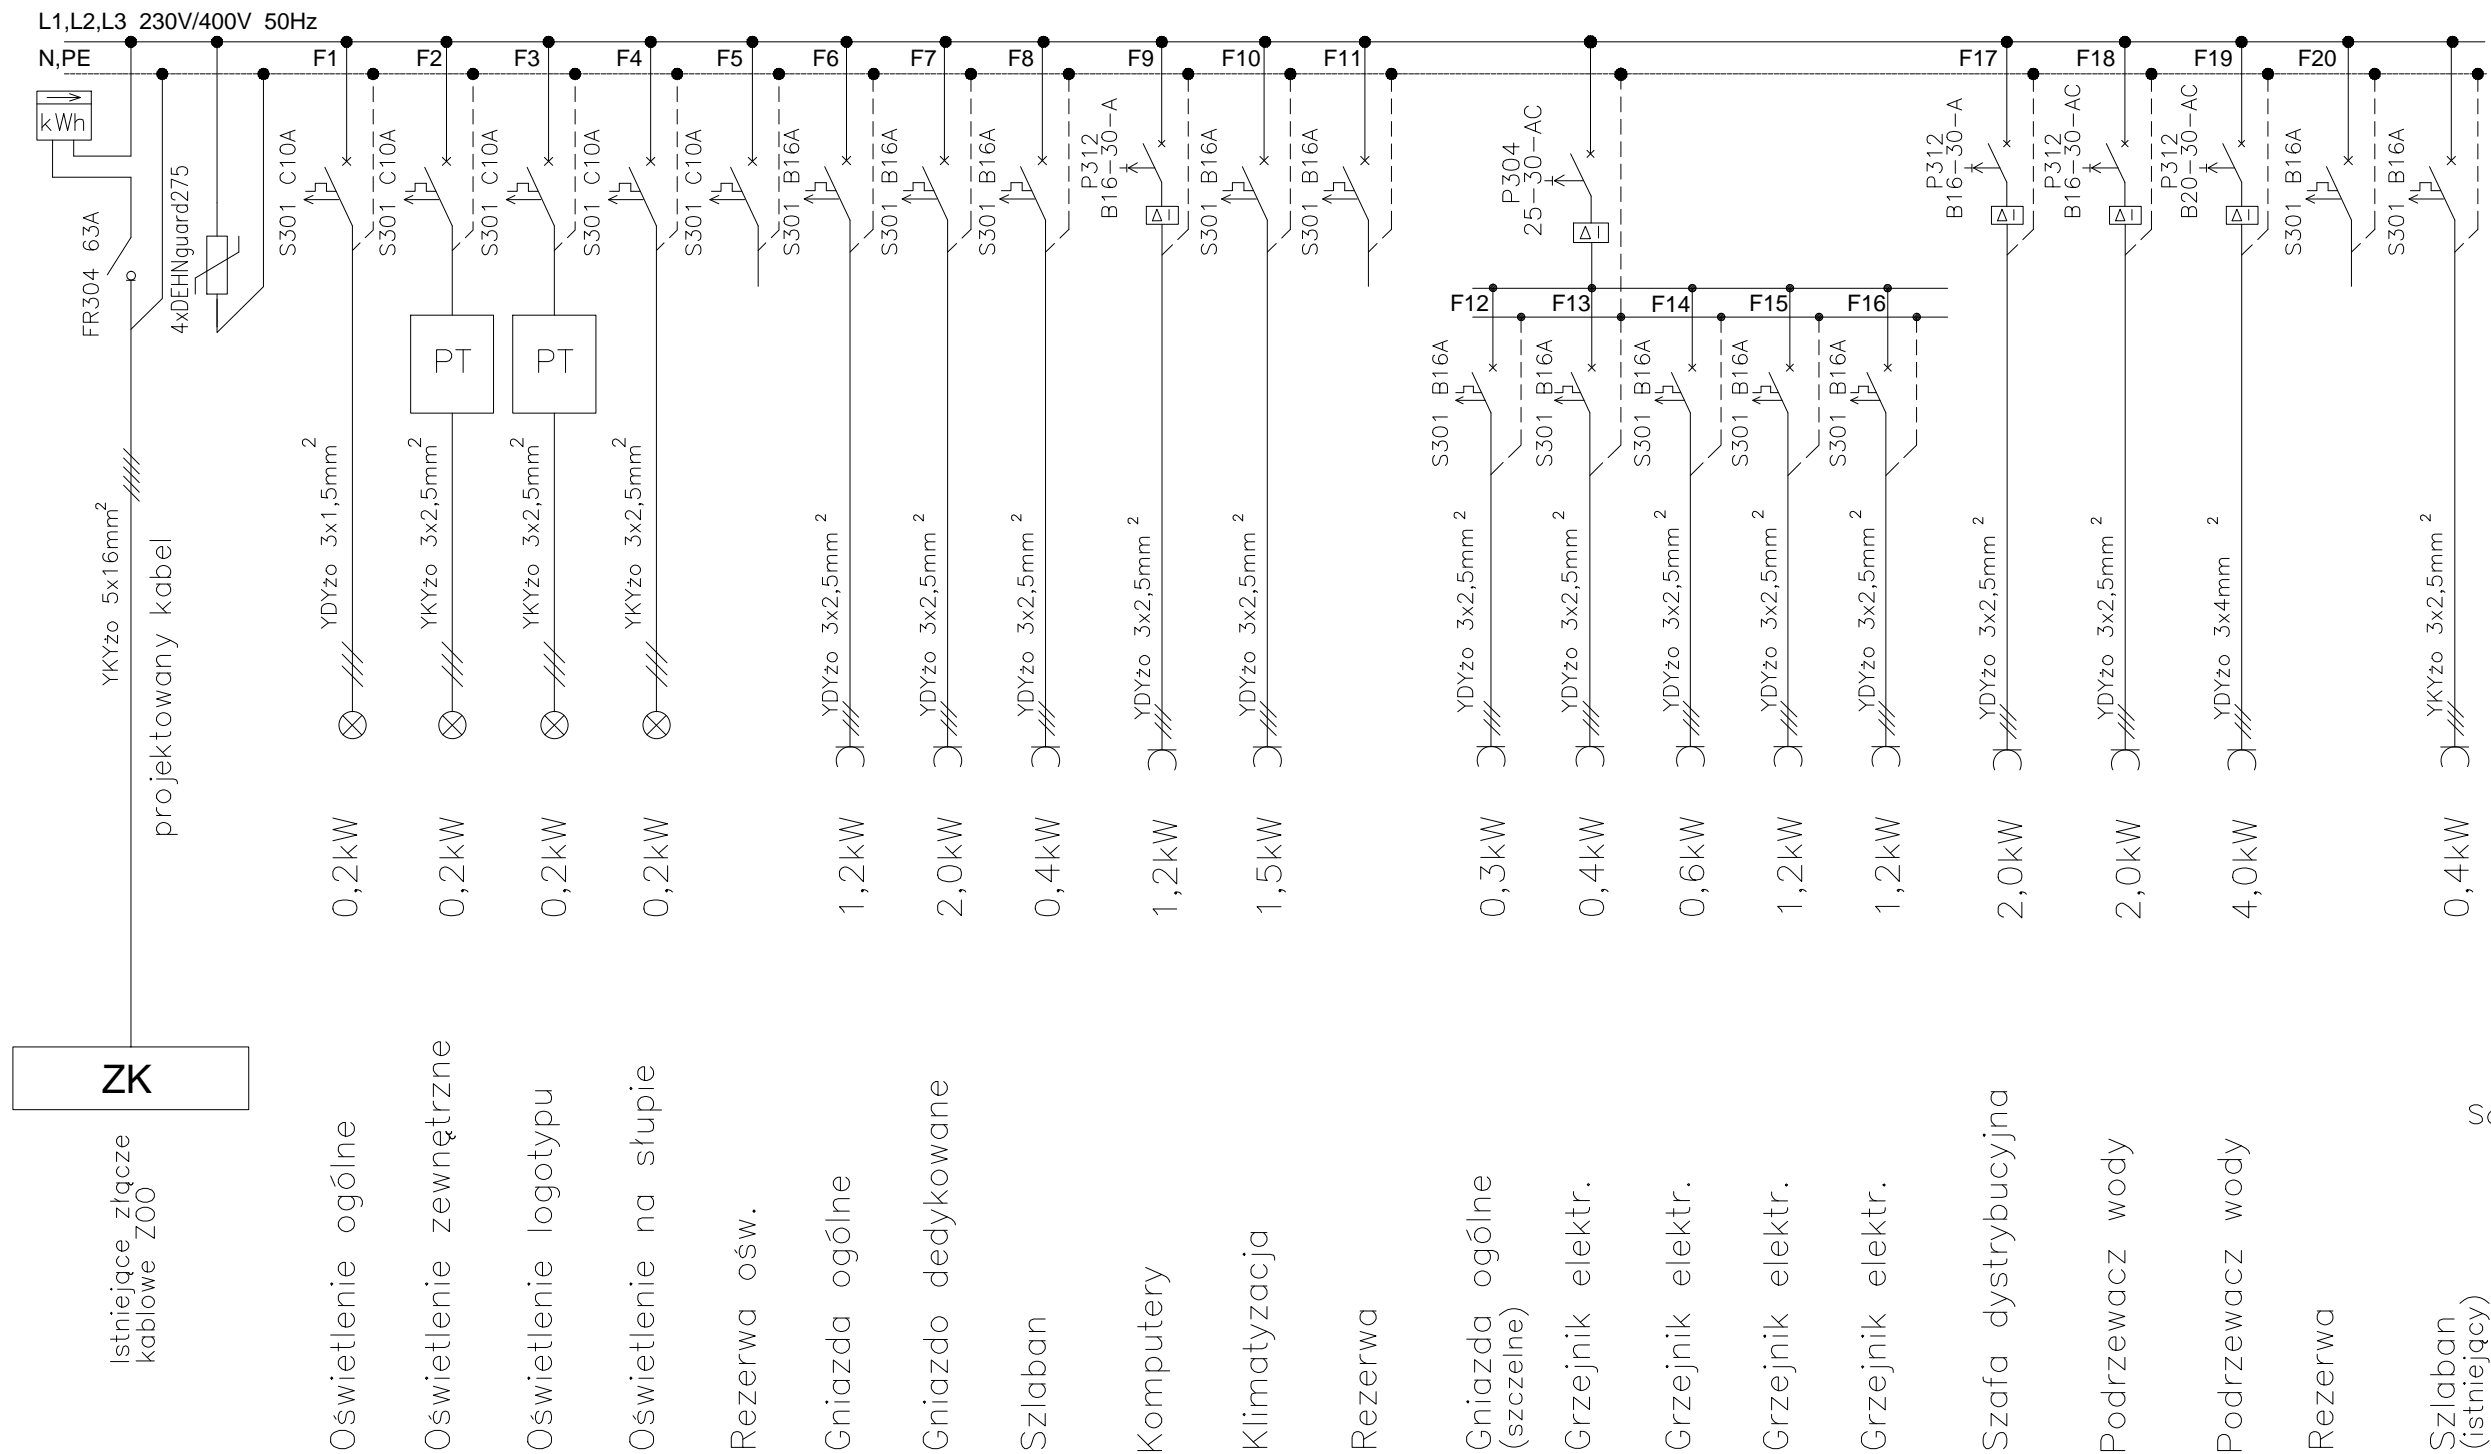 L1,L2,L3 230V/400V 50Hz
N,PE
F1
F2
F3
F4
F5
F6
F7
F8
F9
F10
F11
F17
F18
F19
F20
kWh
FR304 63A
4xDEHNguard275
S301 C10A
S301 C10A
S301 C10A
S301 C10A
S301 C10A
S301 B16A
S301 B16A
S301 B16A
P312
B16-30-A
S301 B16A
S301 B16A
P304
25-30-AC
P312
B16-30-A
P312
B16-30-AC
P312
B20-30-AC
S301 B16A
S301 B16A
F12
F13
F14
F15
F16
S301 B16A
S301 B16A
S301 B16A
S301 B16A
S301 B16A
PT
PT
YKYżo 5x16mm2
projektowany kabel
YDYżo 3x1,5mm2
YKYżo 3x2,5mm2
YKYżo 3x2,5mm2
YKYżo 3x2,5mm2
YDYżo 3x2,5mm2
YDYżo 3x2,5mm2
YDYżo 3x2,5mm2
YDYżo 3x2,5mm2
YDYżo 3x2,5mm2
YDYżo 3x2,5mm2
YDYżo 3x2,5mm2
YDYżo 3x2,5mm2
YDYżo 3x2,5mm2
YDYżo 3x2,5mm2
YDYżo 3x2,5mm2
YDYżo 3x2,5mm2
YDYżo 3x4mm2
YKYżo 3x2,5mm2
0,2kW
0,2kW
0,2kW
0,2kW
1,2kW
2,0kW
0,4kW
1,2kW
1,5kW
0,3kW
0,4kW
0,6kW
1,2kW
1,2kW
2,0kW
2,0kW
4,0kW
0,4kW
ZK
Istniejące złącze
kablowe ZOO
Oświetlenie ogólne
Oświetlenie zewnętrzne
Oświetlenie logotypu
Oświetlenie na słupie
Rezerwa ośw.
Gniazda ogólne
Gniazdo dedykowane
Szlaban
Komputery
Klimatyzacja
Rezerwa
Gniazda ogólne
(szczelne)
Grzejnik elektr.
Grzejnik elektr.
Grzejnik elektr.
Grzejnik elektr.
Szafa dystrybucyjna
Podrzewacz wody
Podrzewacz wody
Rezerwa
Szlaban
(istniejący)